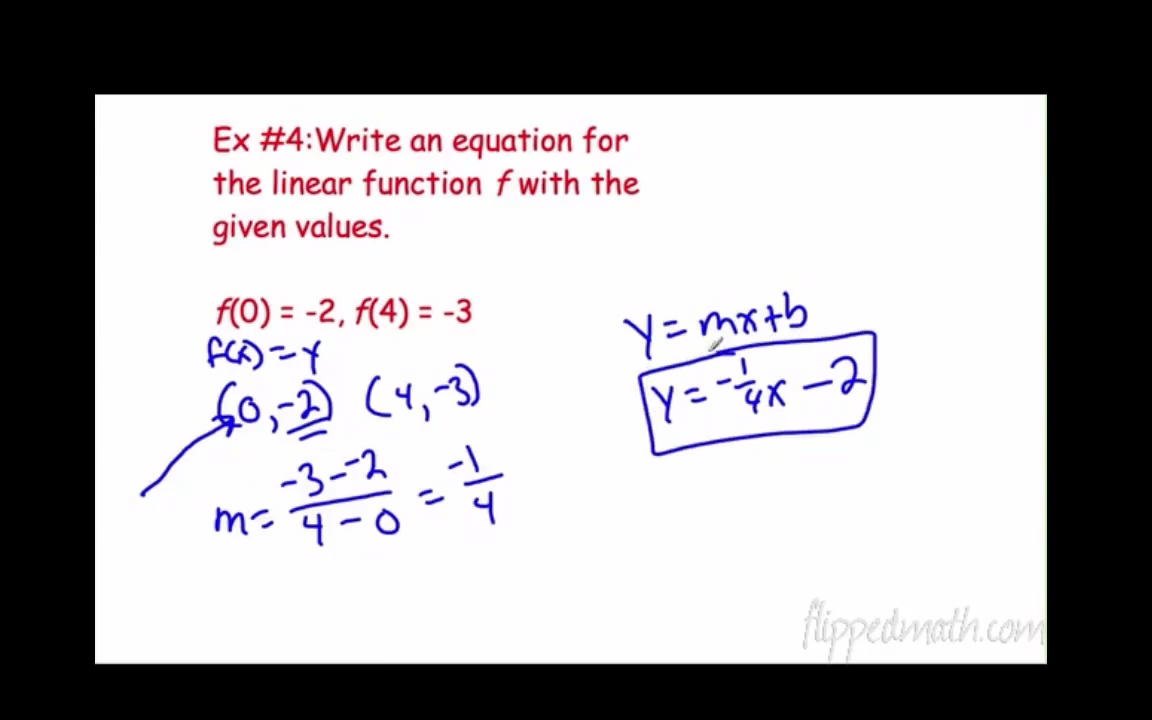 Ex #4:Write an equation for
the linear function f with the
given values.
f(0) = -2, f(4) = -3
f(x) = y
(0, -2) (4, -3)
m = -3 - -2 / 4 - 0 = -1 / 4
y = mx+b
y = -1/4 x - 2
flippedmath.com